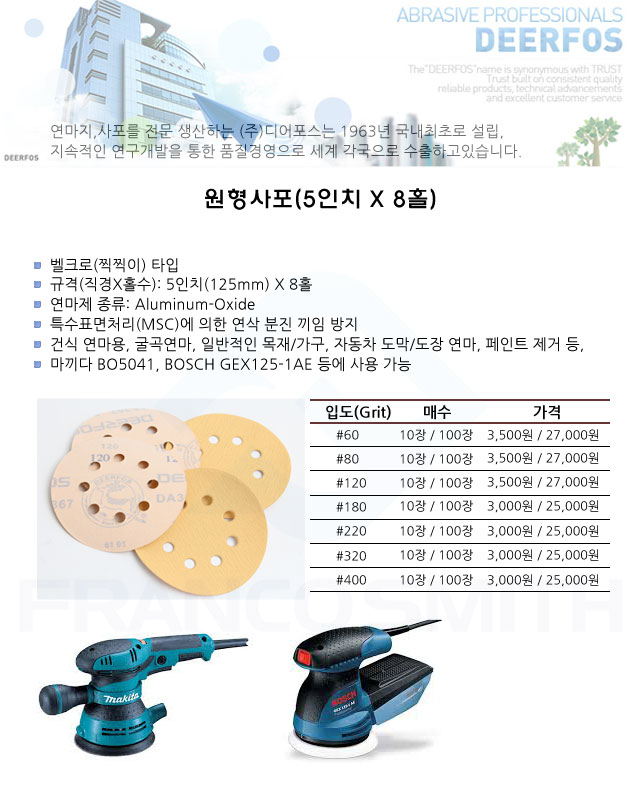 ABRASIVE PROFESSIONALS
DEERFOS
The"DEERFOS"name is synonymous with TRUST
Trust built on consistent quality
reliable products, technical advancements
and excellent customer service
DEERFOS
연마지,사포를 전문 생산하는 (주)디어포스는 1963년 국내최초로 설립,
지속적인 연구개발을 통한 품질경영으로 세계 각국으로 수출하고있습니다.
원형사포(5인치 X 8홀)
벨크로(찍찍이) 타입
규격(직경X홀수): 5인치(125mm) X 8홀
연마제 종류: Aluminum-Oxide
특수표면처리(MSC)에 의한 연삭 분진 끼임 방지
건식 연마용, 굴곡연마, 일반적인 목재/가구, 자동차 도막/도장 연마, 페인트 제거 등,
마끼다 BO5041, BOSCH GEX125-1AE 등에 사용 가능
입도(Grit) 매수 가격
#60 10장 / 100장 3,500원 / 27,000원
#80 10장 / 100장 3,500원 / 27,000원
#120 10장 / 100장 3,500원 / 27,000원
#180 10장 / 100장 3,000원 / 25,000원
#220 10장 / 100장 3,000원 / 25,000원
#320 10장 / 100장 3,000원 / 25,000원
#400 10장 / 100장 3,000원 / 25,000원
DEERFOS
120
120
DA3
FRANCO SMITH
makita
BOSCH
GEX 125-1 AE